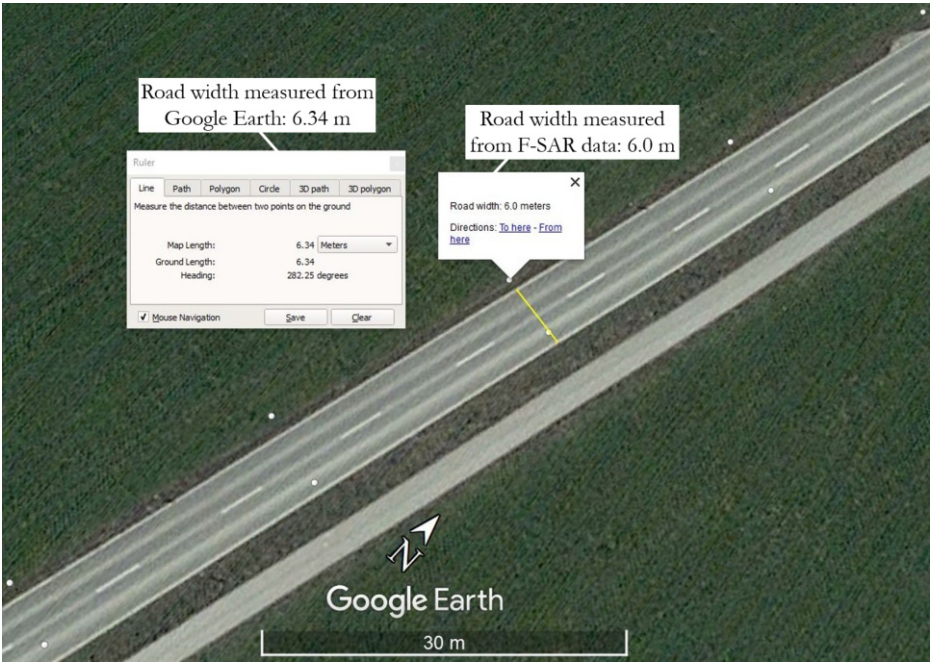 Road width measured from
Google Earth: 6.34 m
Road width measured
from F-SAR data: 6.0 m
Ruler
Line Path Polygon Circle 3D path 3D polygon
Measure the distance between two points on the ground
Map Length: 6.34 Meters
Ground Length: 6.34
Heading: 282.25 degrees
Mouse Navigation Save Clear
Road width: 6.0 meters
Directions: To here - From
here
N
Google Earth
30 m